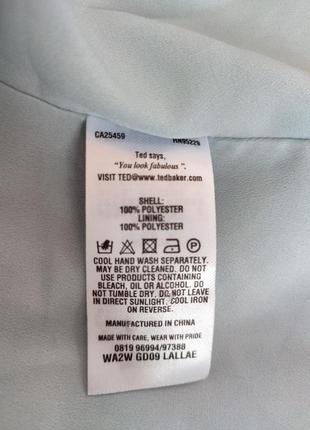 CA25459 RN95229
Ted says,
"You look fabulous".
VISIT TED@www.tedbaker.com
SHELL:
100% POLYESTER
LINING:
100% POLYESTER
COOL HAND WASH SEPARATELY.
MAY BE DRY CLEANED. DO NOT
USE PRODUCTS CONTAINING
BLEACH, OIL OR ALCOHOL. DO
NOT TUMBLE DRY, DO NOT DRY
IN DIRECT SUNLIGHT. COOL IRON
ON REVERSE.
MANUFACTURED IN CHINA
MADE WITH CARE, WEAR WITH PRIDE
0819 96994/97388
WA2W GD09 LALLAE